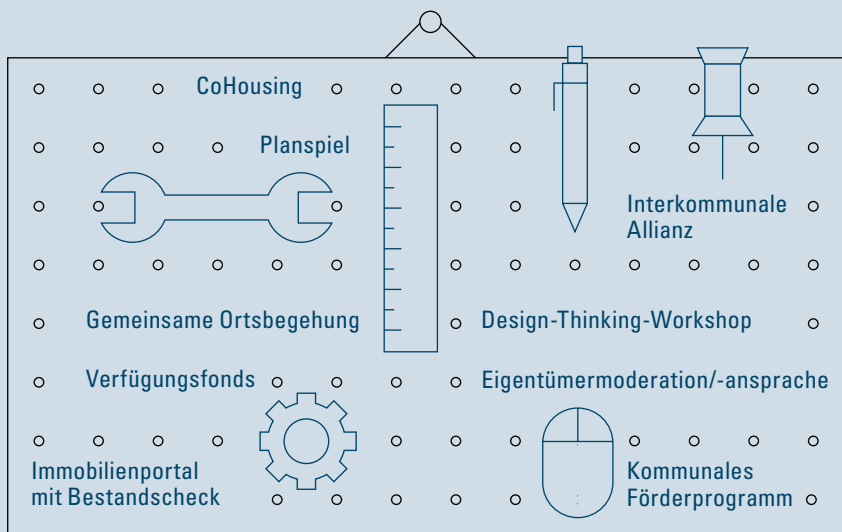 CoHousing
Planspiel
Interkommunale
Allianz
Gemeinsame Ortsbegehung
Design-Thinking-Workshop
Verfügungsfonds
Eigentümermoderation/-ansprache
Immobilienportal
mit Bestandscheck
Kommunales
Förderprogramm